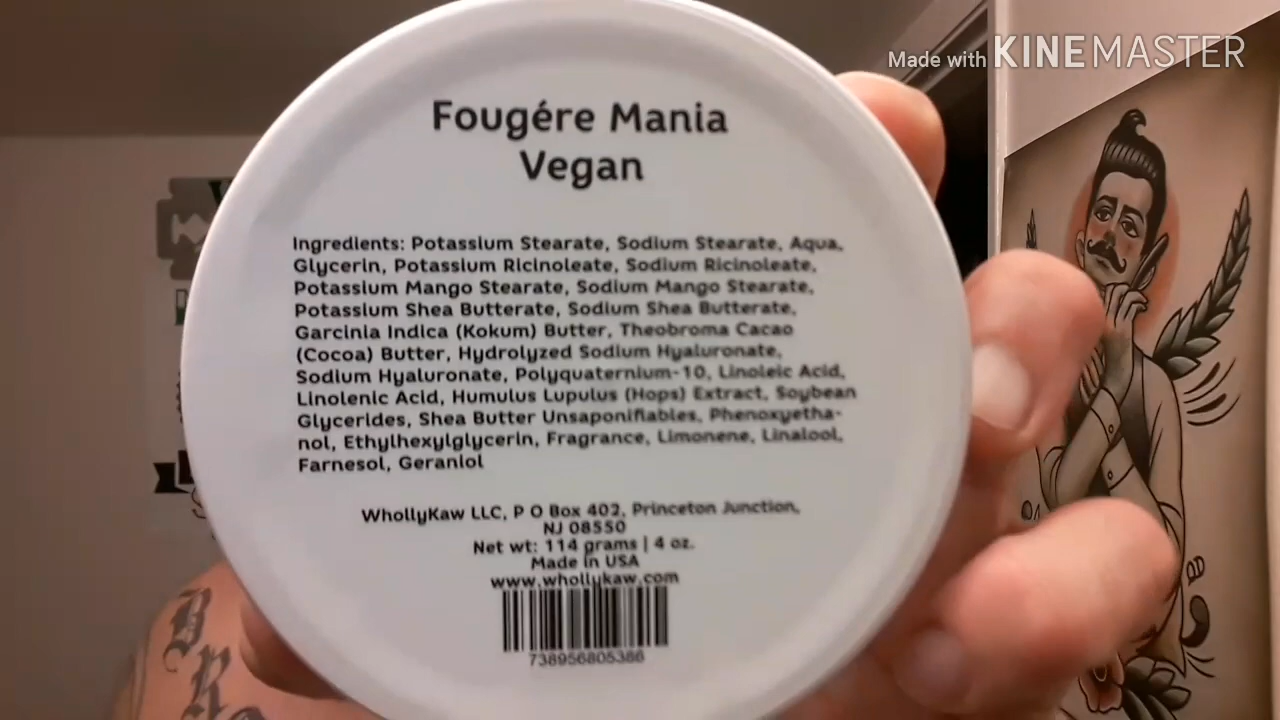 Made with KINEMASTER
Fougére Mania
Vegan
Ingredients: Potassium Stearate, Sodium Stearate, Aqua,
Glycerin, Potassium Ricinoleate, Sodium Ricinoleate,
Potassium Mango Stearate, Sodium Mango Stearate,
Potassium Shea Butterate, Sodium Shea Butterate,
Garcinia Indica (Kokum) Butter, Theobroma Cacao
(Cocoa) Butter, Hydrolyzed Sodium Hyaluronate,
Sodium Hyaluronate, Polyquaternium-10, Linoleic Acid,
Linolenic Acid, Humulus Lupulus (Hops) Extract, Soybean
Glycerides, Shea Butter Unsaponifiables, Phenoxyetha-
nol, Ethylhexylglycerin, Fragrance, Limonene, Linalool,
Farnesol, Geraniol
WhollyKaw LLC, P O Box 402, Princeton Junction,
NJ 08550
Net wt: 114 grams | 4 oz.
Made in USA
www.whollykaw.com
738956805386